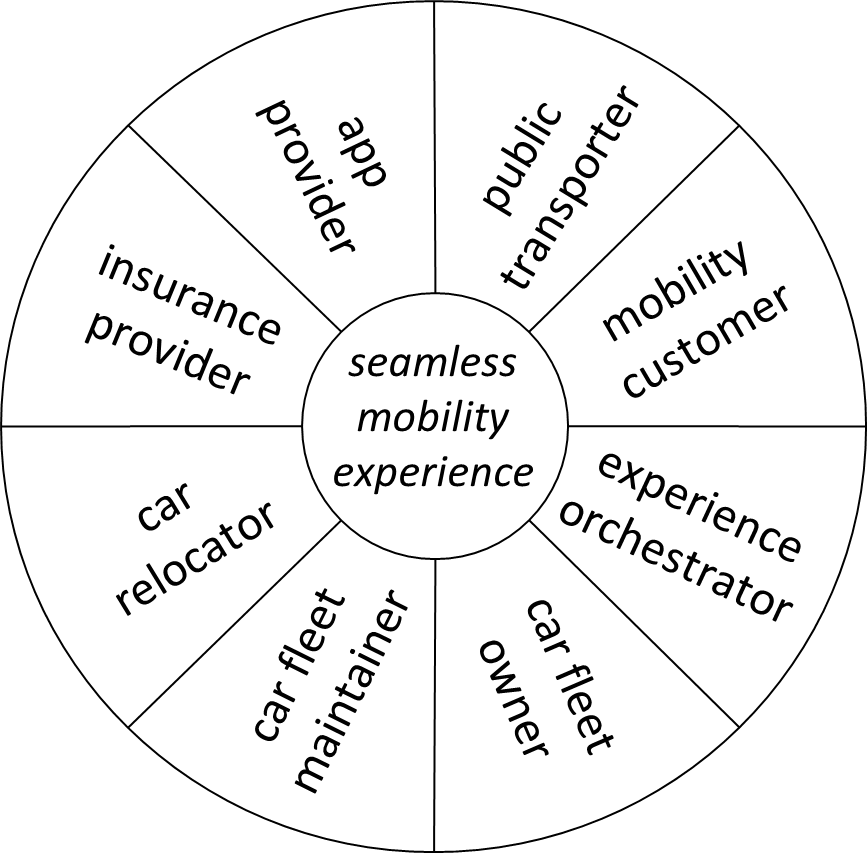 public
transporter
mobility
customer
experience
orchestrator
car fleet
owner
car fleet
maintainer
car
relocator
insurance
provider
app
provider
seamless
mobility
experience